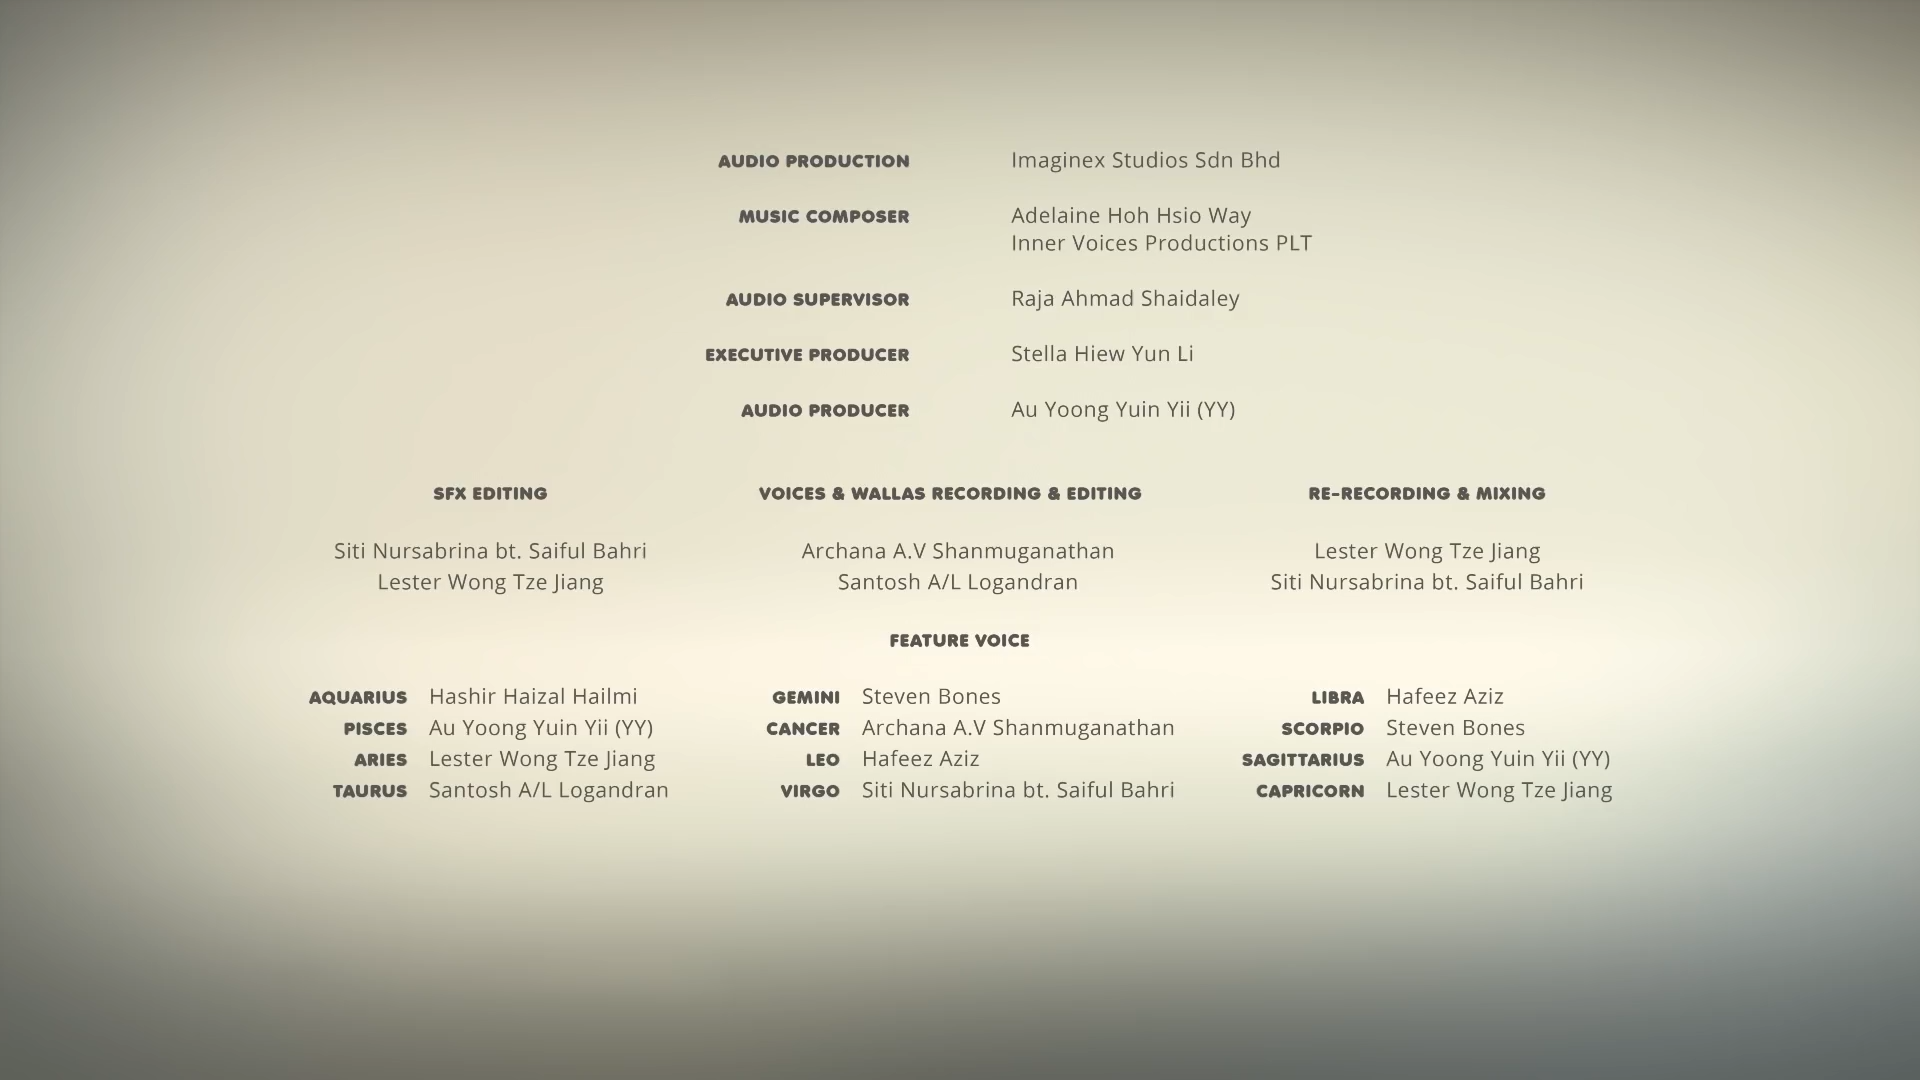 AUDIO PRODUCTION Imaginex Studios Sdn Bhd
MUSIC COMPOSER Adelaine Hoh Hsio Way
Inner Voices Productions PLT
AUDIO SUPERVISOR Raja Ahmad Shaidaley
EXECUTIVE PRODUCER Stella Hiew Yun Li
AUDIO PRODUCER Au Yoong Yuin Yii (YY)
SFX EDITING
Siti Nursabrina bt. Saiful Bahri
Lester Wong Tze Jiang
VOICES & WALLAS RECORDING & EDITING
Archana A.V Shanmuganathan
Santosh A/L Logandran
RE-RECORDING & MIXING
Lester Wong Tze Jiang
Siti Nursabrina bt. Saiful Bahri
FEATURE VOICE
AQUARIUS Hashir Haizal Hailmi
PISCES Au Yoong Yuin Yii (YY)
ARIES Lester Wong Tze Jiang
TAURUS Santosh A/L Logandran
GEMINI Steven Bones
CANCER Archana A.V Shanmuganathan
LEO Hafeez Aziz
VIRGO Siti Nursabrina bt. Saiful Bahri
LIBRA Hafeez Aziz
SCORPIO Steven Bones
SAGITTARIUS Au Yoong Yuin Yii (YY)
CAPRICORN Lester Wong Tze Jiang